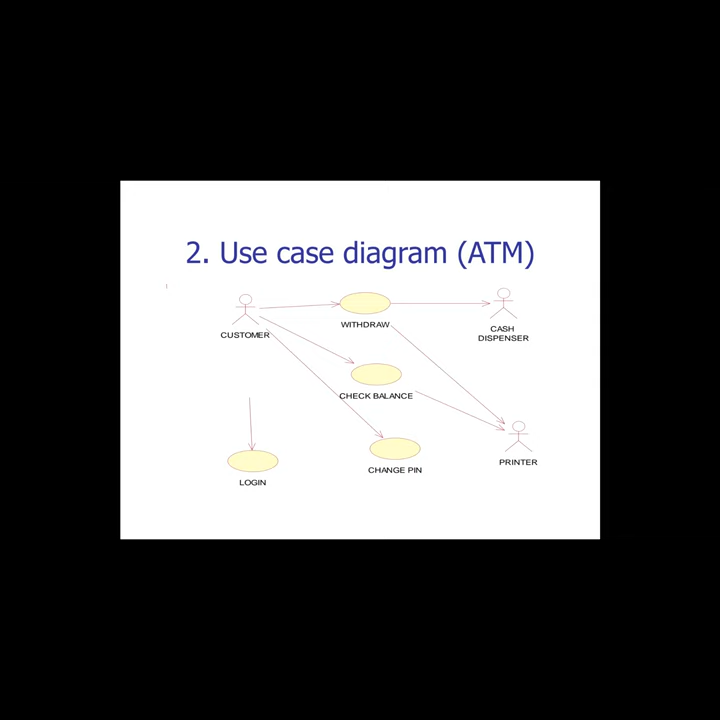 2. Use case diagram (ATM)
CUSTOMER
WITHDRAW
CASH
DISPENSER
CHECK BALANCE
PRINTER
CHANGE PIN
LOGIN